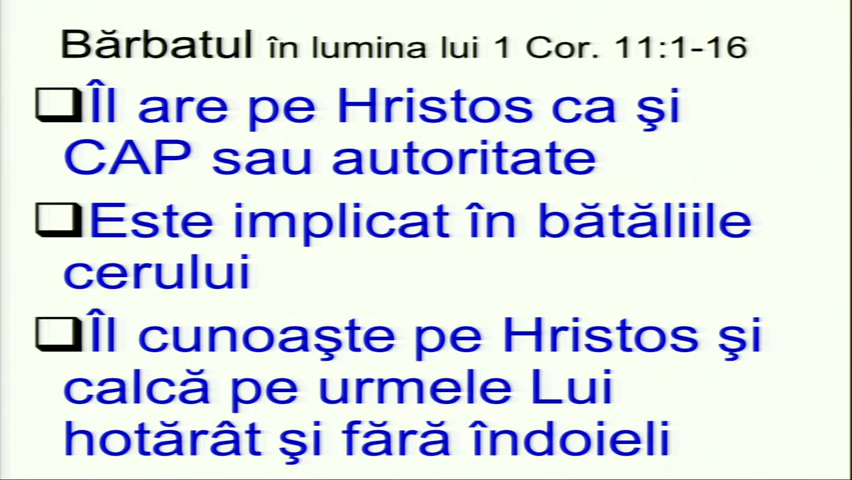 Bărbatul în lumina lui 1 Cor. 11:1-16
Îl are pe Hristos ca şi
CAP sau autoritate
Este implicat în bătăliile
cerului
Îl cunoaşte pe Hristos şi
calcă pe urmele Lui
hotărât şi fără îndoieli